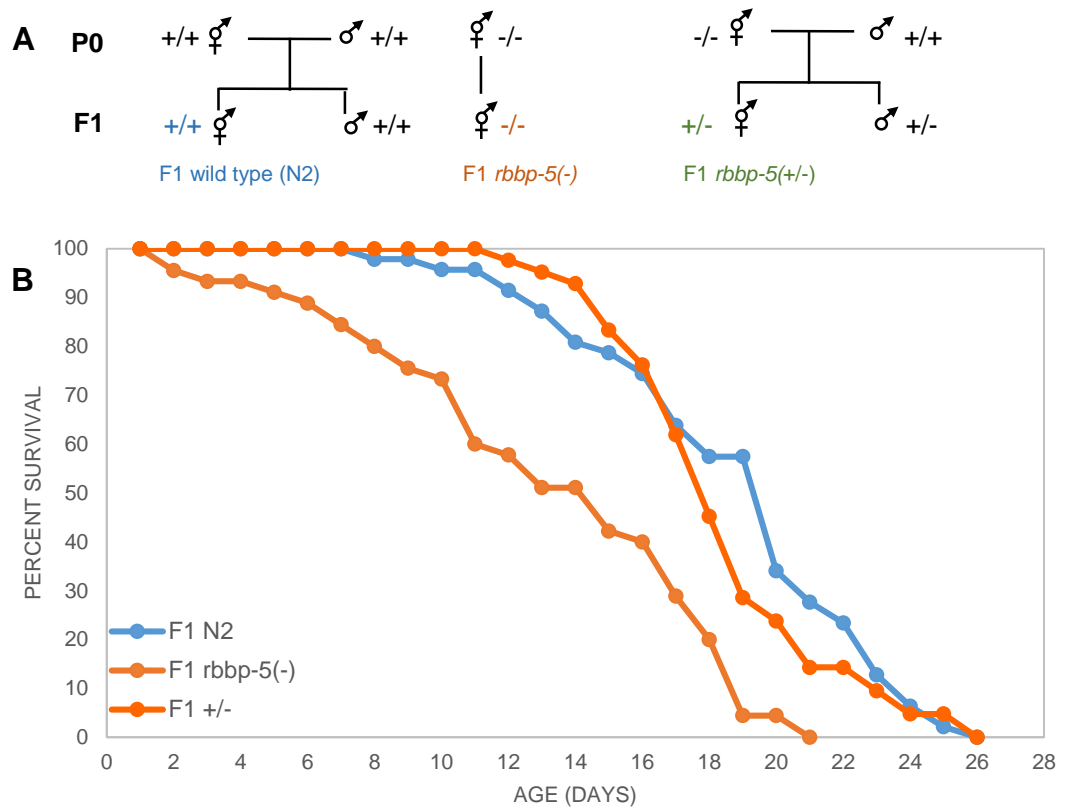 A P0 +/+ ⚥ ♂ +/+ ⚥ -/- -/- ⚥ ♂ +/+
F1 +/+ ⚥ ♂ +/+ ⚥ -/- +/- ⚥ ♂ +/-
F1 wild type (N2) F1 rbbp-5(-) F1 rbbp-5(+/-)
B
PERCENT SURVIVAL
100
90
80
70
60
50
40
30
20
10
0
F1 N2
F1 rbbp-5(-)
F1 +/-
0 2 4 6 8 10 12 14 16 18 20 22 24 26 28
AGE (DAYS)